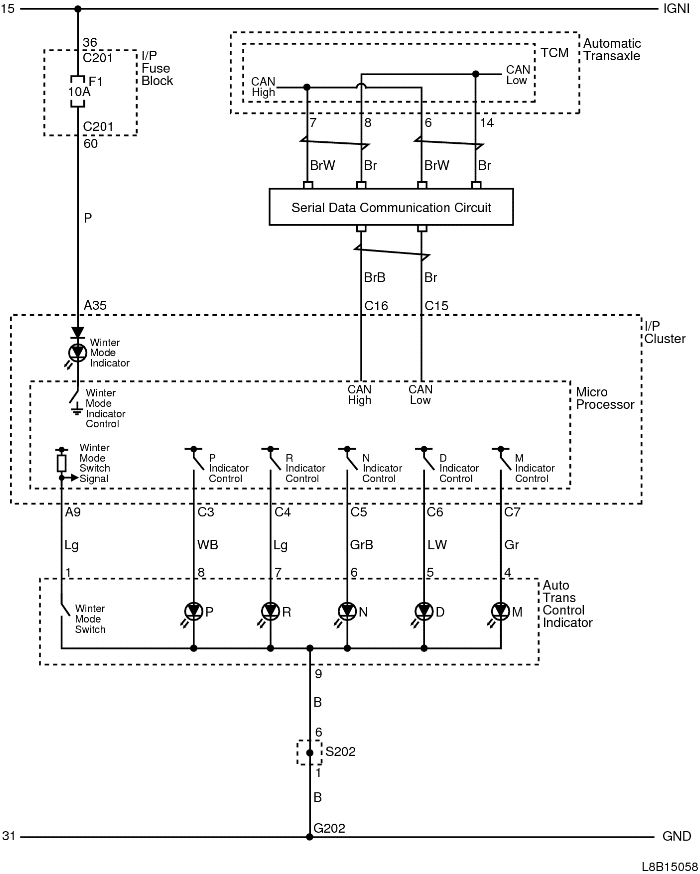 15
IGNI
36
C201
I/P
Fuse
Block
F1
10A
C201
60
P
A35
Automatic
Transaxle
TCM
CAN
High
CAN
Low
7
8
6
14
BrW
Br
BrW
Br
Serial Data Communication Circuit
BrB
Br
C16
C15
I/P
Cluster
Winter
Mode
Indicator
Winter
Mode
Indicator
Control
CAN
High
CAN
Low
Micro
Processor
Winter
Mode
Switch
Signal
P
Indicator
Control
R
Indicator
Control
N
Indicator
Control
D
Indicator
Control
M
Indicator
Control
A9
C3
C4
C5
C6
C7
Lg
WB
Lg
GrB
LW
Gr
1
8
7
6
5
4
Auto
Trans
Control
Indicator
Winter
Mode
Switch
P
R
N
D
M
9
B
6
S202
1
B
G202
31
GND
L8B15058